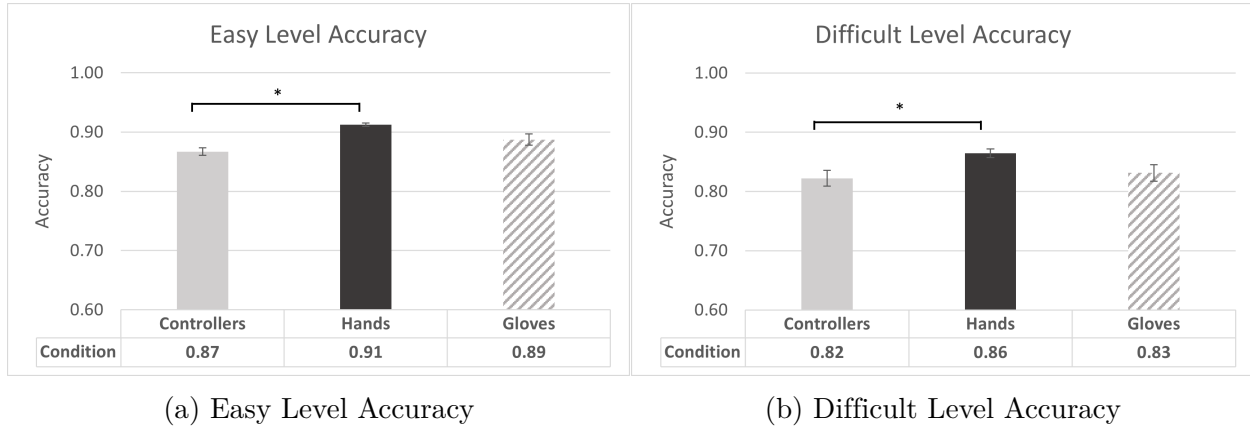 Easy Level Accuracy
*
1.00
0.90
0.80
0.70
0.60
Accuracy
Controllers Hands Gloves
Condition 0.87 0.91 0.89
(a) Easy Level Accuracy
Difficult Level Accuracy
*
1.00
0.90
0.80
0.70
0.60
Accuracy
Controllers Hands Gloves
Condition 0.82 0.86 0.83
(b) Difficult Level Accuracy